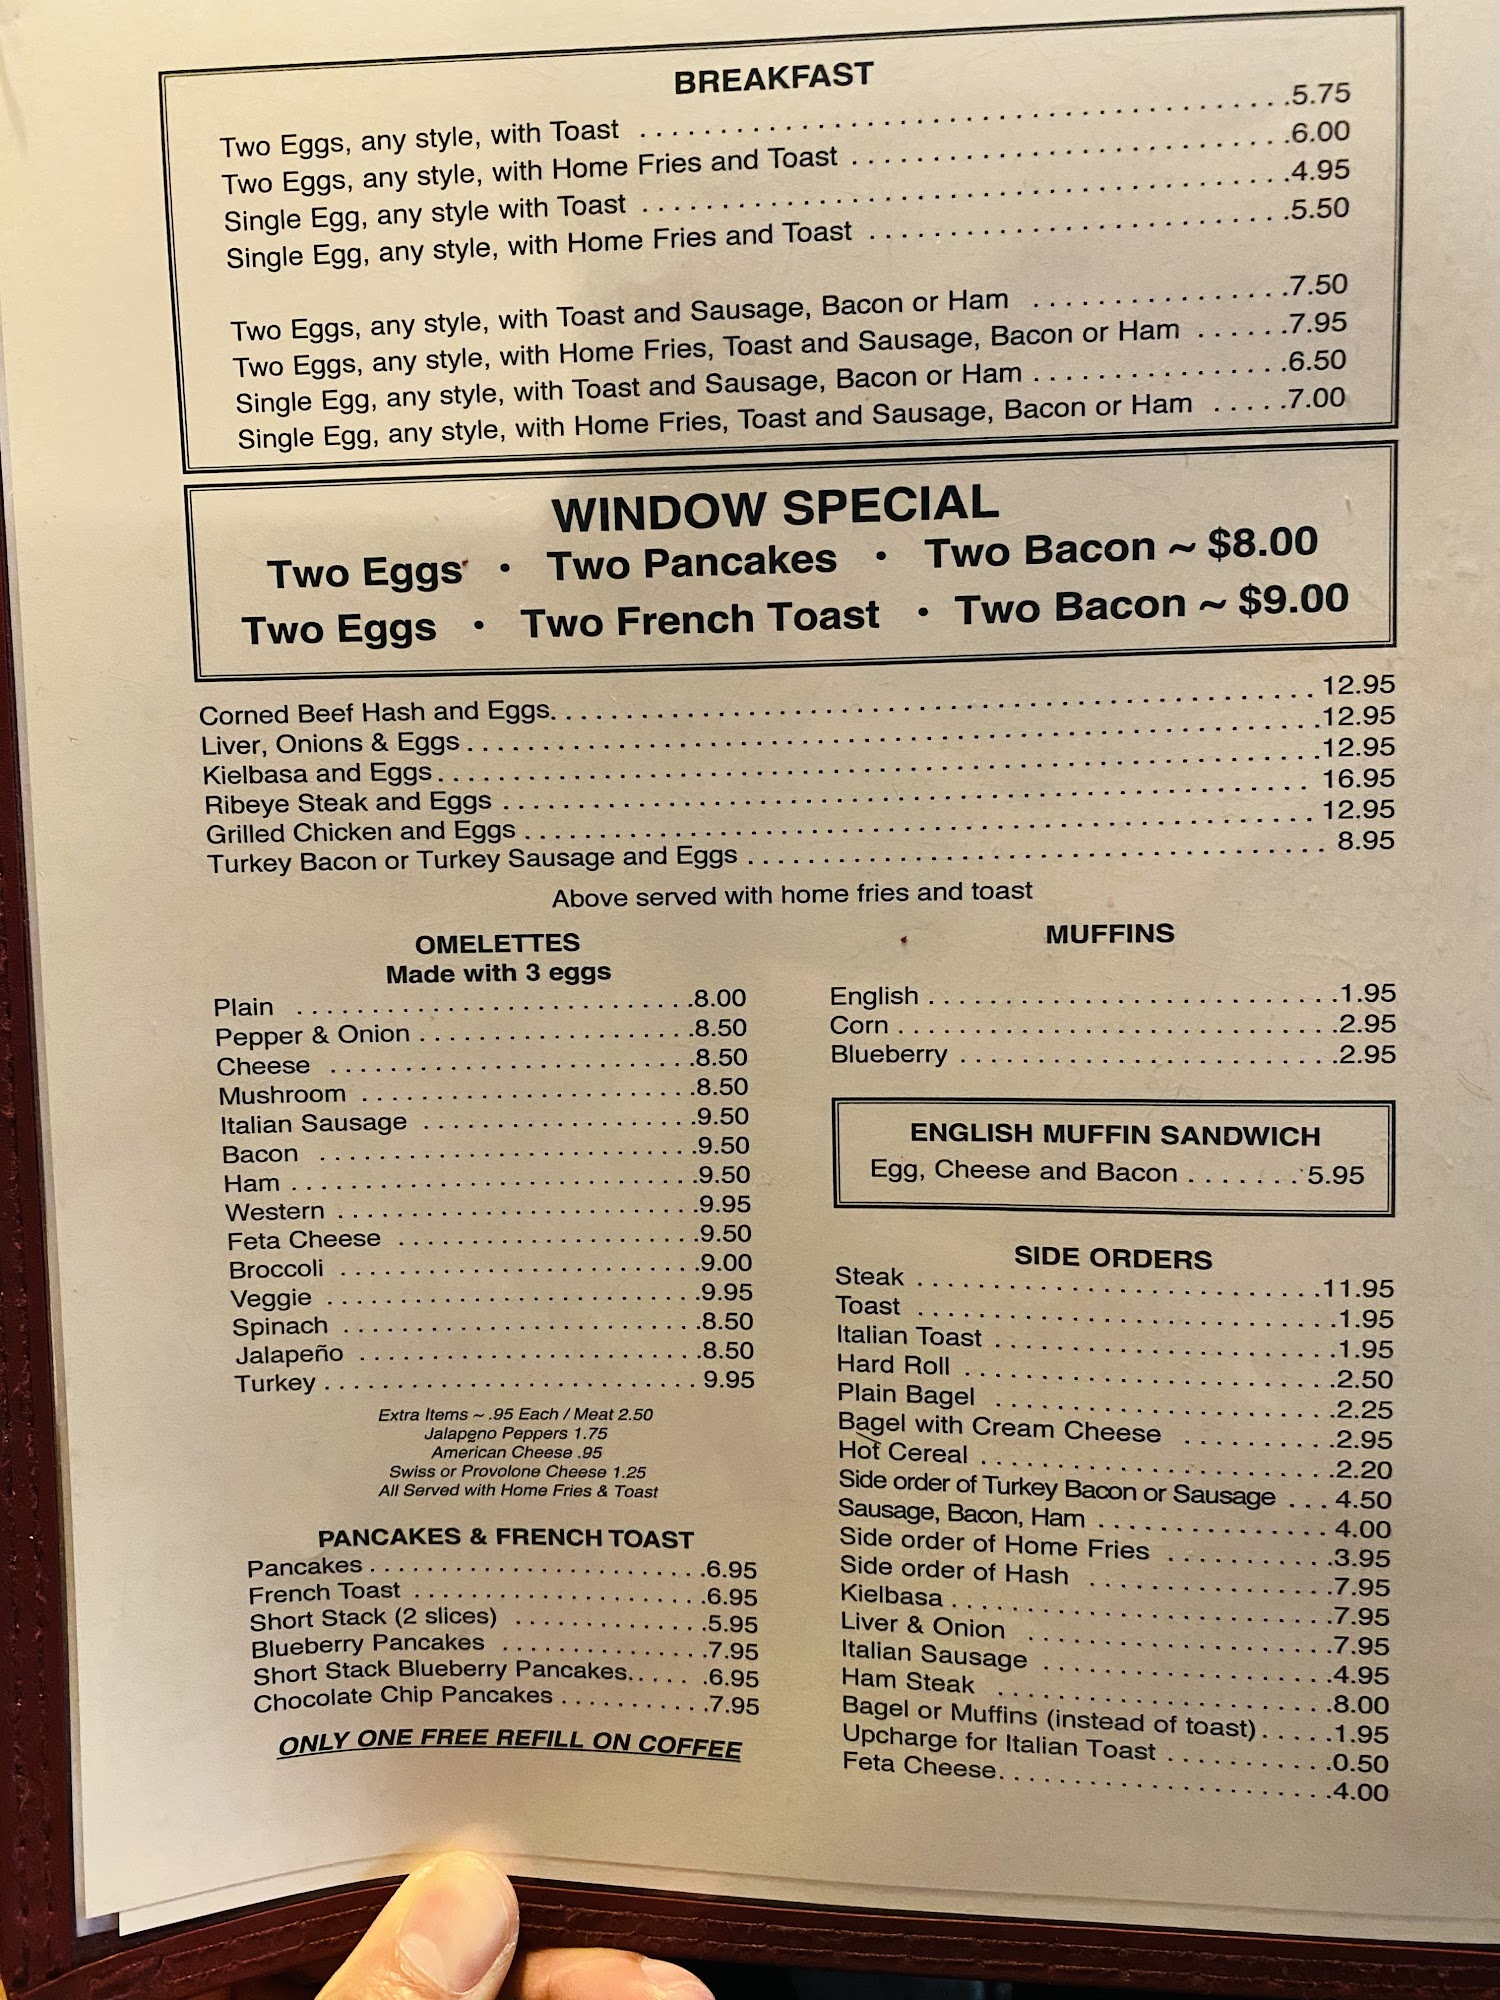 BREAKFAST
Two Eggs, any style, with Toast . . . . . . . . . . . . . . . . . . . . .5.75
Two Eggs, any style, with Home Fries and Toast . . . . . . . . . . . . .6.00
Single Egg, any style with Toast . . . . . . . . . . . . . . . . . . . . .4.95
Single Egg, any style, with Home Fries and Toast . . . . . . . . . . . . .5.50
Two Eggs, any style, with Toast and Sausage, Bacon or Ham . . . . . . . .7.50
Two Eggs, any style, with Home Fries, Toast and Sausage, Bacon or Ham . . . . . .7.95
Single Egg, any style, with Toast and Sausage, Bacon or Ham . . . . . . . .6.50
Single Egg, any style, with Home Fries, Toast and Sausage, Bacon or Ham . . . . .7.00
WINDOW SPECIAL
Two Eggs • Two Pancakes • Two Bacon ~ $8.00
Two Eggs • Two French Toast • Two Bacon ~ $9.00
Corned Beef Hash and Eggs. . . . . . . . . . . . . . . . . . . . 12.95
Liver, Onions & Eggs . . . . . . . . . . . . . . . . . . . . .12.95
Kielbasa and Eggs. . . . . . . . . . . . . . . . . . . . .12.95
Ribeye Steak and Eggs . . . . . . . . . . . . . . . . . . . . 16.95
Grilled Chicken and Eggs . . . . . . . . . . . . . . . . . . . . 12.95
Turkey Bacon or Turkey Sausage and Eggs . . . . . . . . . . . . . . . 8.95
Above served with home fries and toast
OMELETTES
Made with 3 eggs
Plain . . . . . . . . . . . . . . .8.00
Pepper & Onion . . . . . . . . . . . .8.50
Cheese . . . . . . . . . . . . . . .8.50
Mushroom . . . . . . . . . . . . . .8.50
Italian Sausage . . . . . . . . . . . .9.50
Bacon . . . . . . . . . . . . . . .9.50
Ham . . . . . . . . . . . . . . .9.50
Western . . . . . . . . . . . . . . .9.95
Feta Cheese . . . . . . . . . . . . .9.50
Broccoli . . . . . . . . . . . . . . .9.00
Veggie . . . . . . . . . . . . . . .9.95
Spinach . . . . . . . . . . . . . . .8.50
Jalapeño . . . . . . . . . . . . . .8.50
Turkey . . . . . . . . . . . . . . . 9.95
Extra Items ~ .95 Each / Meat 2.50
Jalapeno Peppers 1.75
American Cheese .95
Swiss or Provolone Cheese 1.25
All Served with Home Fries & Toast
PANCAKES & FRENCH TOAST
Pancakes . . . . . . . . . . . . . . .6.95
French Toast . . . . . . . . . . . . .6.95
Short Stack (2 slices) . . . . . . . . . .5.95
Blueberry Pancakes . . . . . . . . . . .7.95
Short Stack Blueberry Pancakes. . . . . .6.95
Chocolate Chip Pancakes . . . . . . . . .7.95
ONLY ONE FREE REFILL ON COFFEE
MUFFINS
English . . . . . . . . . . . . . . .1.95
Corn . . . . . . . . . . . . . . .2.95
Blueberry . . . . . . . . . . . . . .2.95
ENGLISH MUFFIN SANDWICH
Egg, Cheese and Bacon . . . . . . . 5.95
SIDE ORDERS
Steak . . . . . . . . . . . . . . .11.95
Toast . . . . . . . . . . . . . . .1.95
Italian Toast . . . . . . . . . . . . .1.95
Hard Roll . . . . . . . . . . . . . .2.50
Plain Bagel . . . . . . . . . . . . .2.25
Bagel with Cream Cheese . . . . . . . . .2.95
Hot Cereal . . . . . . . . . . . . . .2.20
Side order of Turkey Bacon or Sausage . . . 4.50
Sausage, Bacon, Ham . . . . . . . . . . 4.00
Side order of Home Fries . . . . . . . . .3.95
Side order of Hash . . . . . . . . . . .7.95
Kielbasa . . . . . . . . . . . . . . .7.95
Liver & Onion . . . . . . . . . . . . .7.95
Italian Sausage . . . . . . . . . . . .4.95
Ham Steak . . . . . . . . . . . . . .8.00
Bagel or Muffins (instead of toast) . . . . .1.95
Upcharge for Italian Toast . . . . . . . . .0.50
Feta Cheese. . . . . . . . . . . . . .4.00